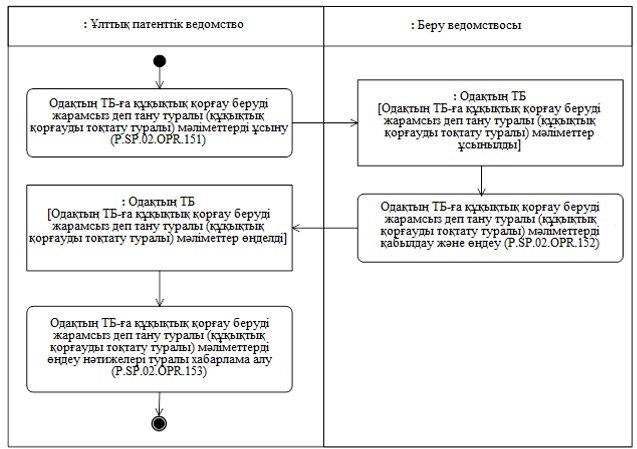 : Ұлттық патенттік ведомство
: Беру ведомствосы
Одақтың ТБ-ға құқықтық қорғау беруді
жарамсыз деп тану туралы (құқықтық
қорғауды тоқтату туралы) мәліметтерді ұсыну
(P.SP.02.OPR.151)
: Одақтың ТБ
[Одақтың ТБ-ға құқықтық қорғау беруді
жарамсыз деп тану туралы (құқықтық
қорғауды тоқтату туралы) мәліметтер
ұсынылды]
Одақтың ТБ-ға құқықтық қорғау беруді
жарамсыз деп тану туралы (құқықтық
қорғауды тоқтату туралы) мәліметтерді
қабылдау және өңдеу (P.SP.02.OPR.152)
: Одақтың ТБ
[Одақтың ТБ-ға құқықтық қорғау беруді
жарамсыз деп тану туралы (құқықтық
қорғауды тоқтату туралы) мәліметтер өңделді]
Одақтың ТБ-ға құқықтық қорғау беруді
жарамсыз деп тану туралы (құқықтық
қорғауды тоқтату туралы) мәліметтерді
өңдеу нәтижелері туралы хабарлама алу
(P.SP.02.OPR.153)